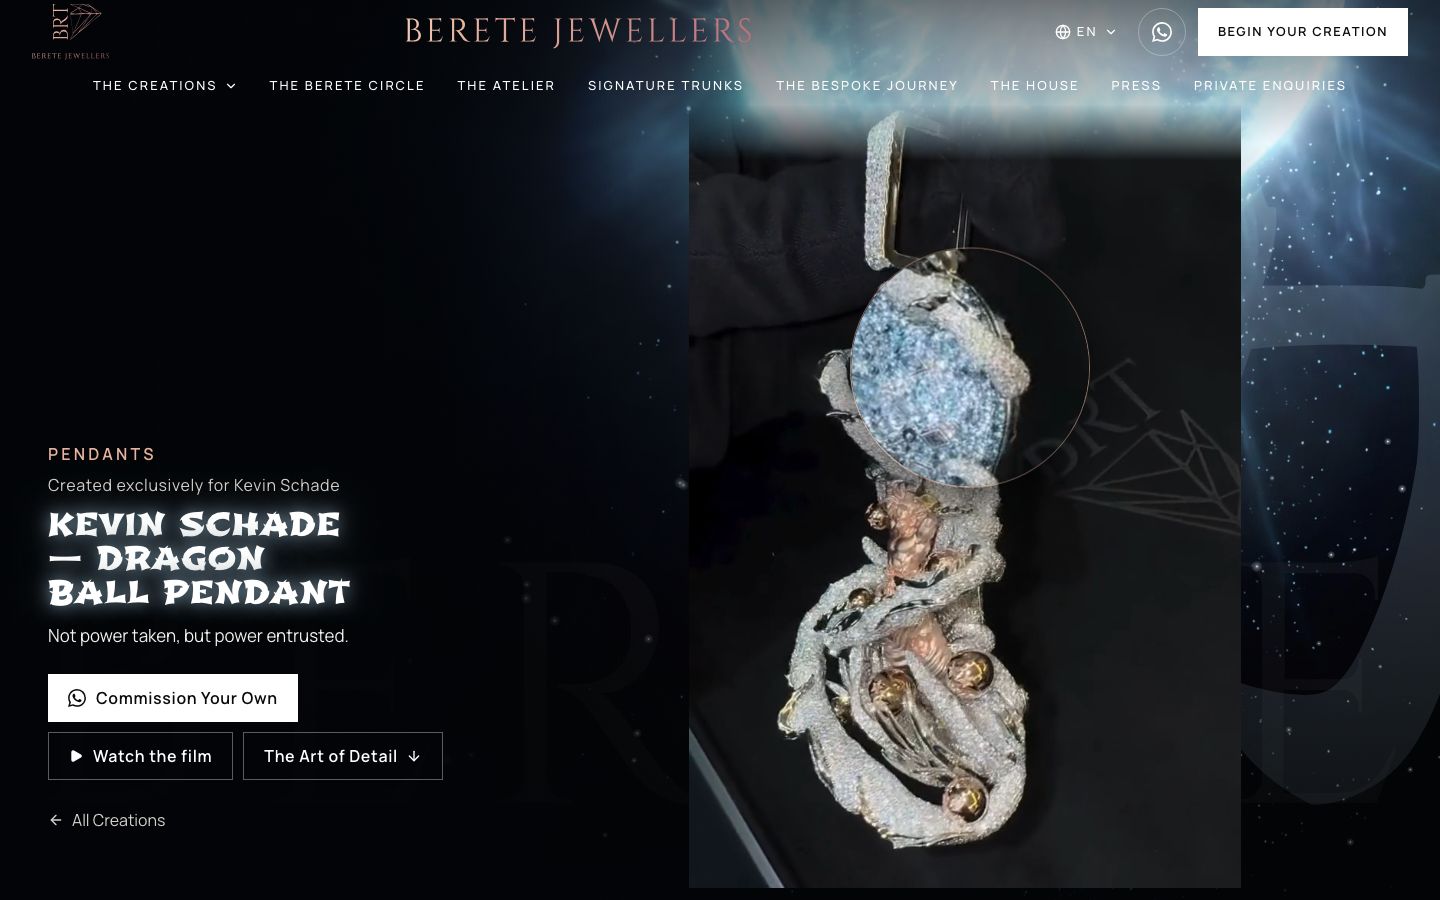 BRT
BERETE JEWELLERS
BERETE JEWELLERS
EN
BEGIN YOUR CREATION
THE CREATIONS
THE BERETE CIRCLE
THE ATELIER
SIGNATURE TRUNKS
THE BESPOKE JOURNEY
THE HOUSE
PRESS
PRIVATE ENQUIRIES
PENDANTS
Created exclusively for Kevin Schade
KEVIN SCHADE
— DRAGON
BALL PENDANT
Not power taken, but power entrusted.
Commission Your Own
Watch the film
The Art of Detail
All Creations
BRT